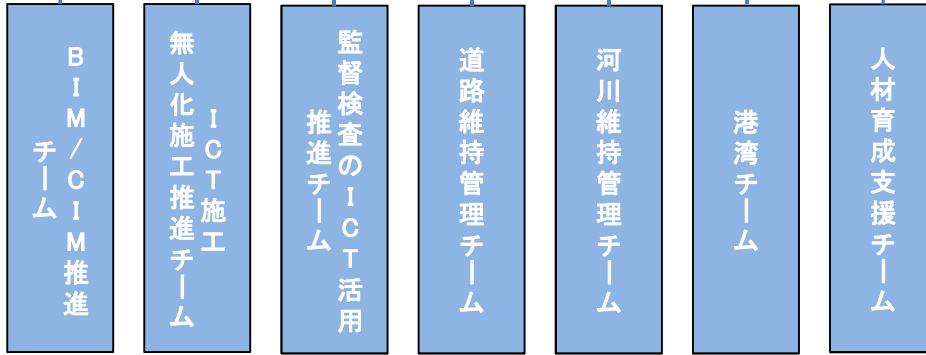 BIM/CIM推進
チーム
ICT施工
無人化施工推進チーム
監督検査のICT活用
推進チーム
道路維持管理チーム
河川維持管理チーム
港湾チーム
人材育成支援チーム